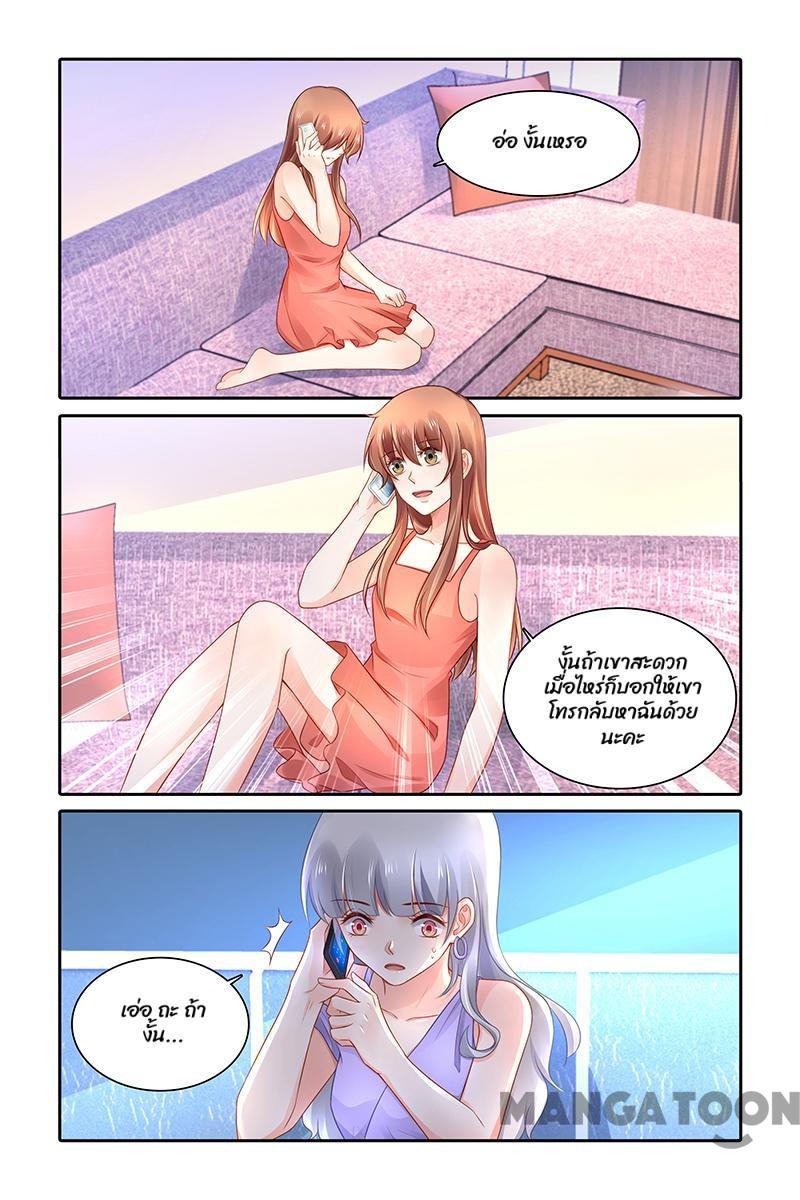 อ่อ งั้นเหรอ
งั้นถ้าเขาสะดวก
เมื่อไหร่ก็บอกให้เขา
โทรกลับหาฉันด้วย
นะคะ
เอ่อ ถะ ถ้า
งั้น...
MANGATOON